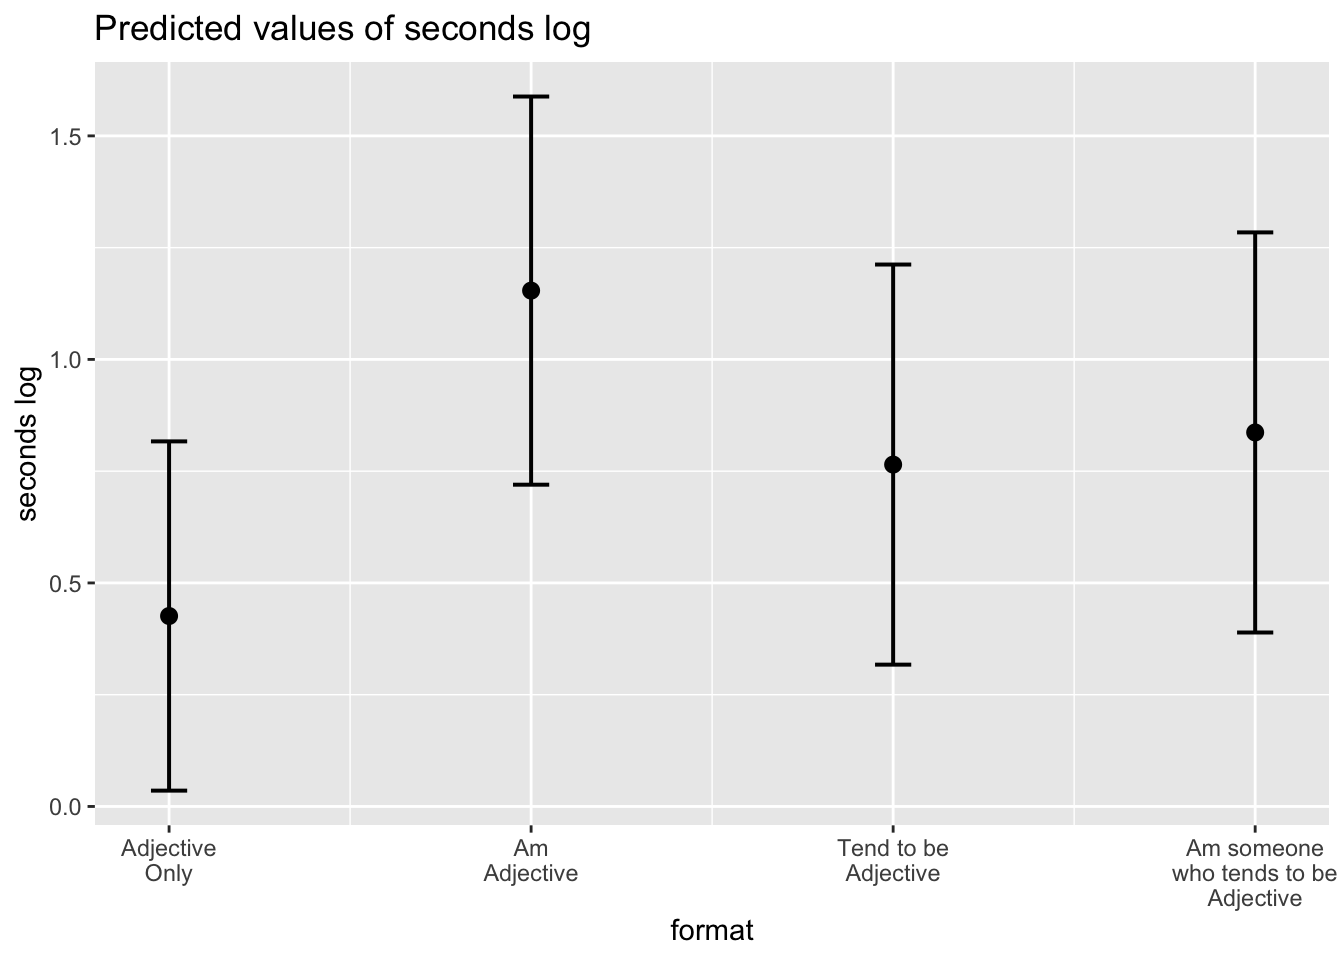 Predicted values of seconds log
seconds log
1.5
1.0
0.5
0.0
Adjective
Only
Am
Adjective
Tend to be
Adjective
Am someone
who tends to be
Adjective
format